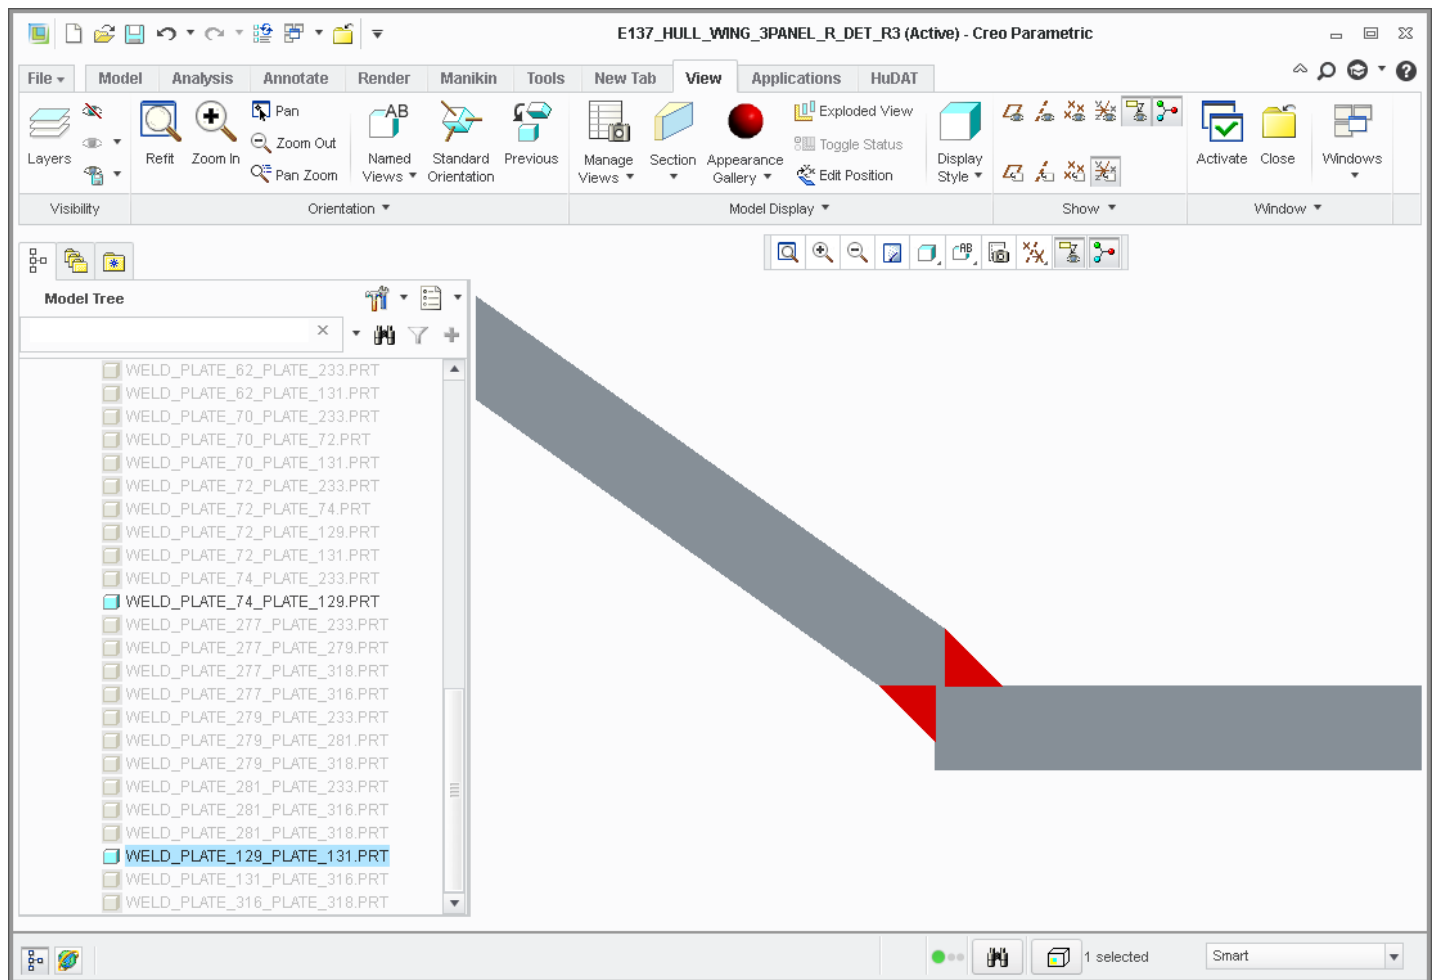 E137_HULL_WING_3PANEL_R_DET_R3 (Active) - Creo Parametric
File Model Analysis Annotate Render Manikin Tools New Tab View Applications HuDAT
Layers
Refit
Zoom In
Pan
Zoom Out
Pan Zoom
AB
Named Views
Standard Orientation
Previous
Manage Views
Section
Appearance Gallery
Exploded View
Toggle Status
Edit Position
Display Style
Activate
Close
Windows
Visibility
Orientation
Model Display
Show
Window
AB
Model Tree
WELD_PLATE_62_PLATE_233.PRT
WELD_PLATE_62_PLATE_131.PRT
WELD_PLATE_70_PLATE_233.PRT
WELD_PLATE_70_PLATE_72.PRT
WELD_PLATE_70_PLATE_131.PRT
WELD_PLATE_72_PLATE_233.PRT
WELD_PLATE_72_PLATE_74.PRT
WELD_PLATE_72_PLATE_129.PRT
WELD_PLATE_72_PLATE_131.PRT
WELD_PLATE_74_PLATE_233.PRT
WELD_PLATE_74_PLATE_129.PRT
WELD_PLATE_277_PLATE_233.PRT
WELD_PLATE_277_PLATE_279.PRT
WELD_PLATE_277_PLATE_318.PRT
WELD_PLATE_277_PLATE_316.PRT
WELD_PLATE_279_PLATE_233.PRT
WELD_PLATE_279_PLATE_281.PRT
WELD_PLATE_279_PLATE_318.PRT
WELD_PLATE_281_PLATE_233.PRT
WELD_PLATE_281_PLATE_316.PRT
WELD_PLATE_281_PLATE_318.PRT
WELD_PLATE_129_PLATE_131.PRT
WELD_PLATE_131_PLATE_316.PRT
WELD_PLATE_316_PLATE_318.PRT
1 selected
Smart